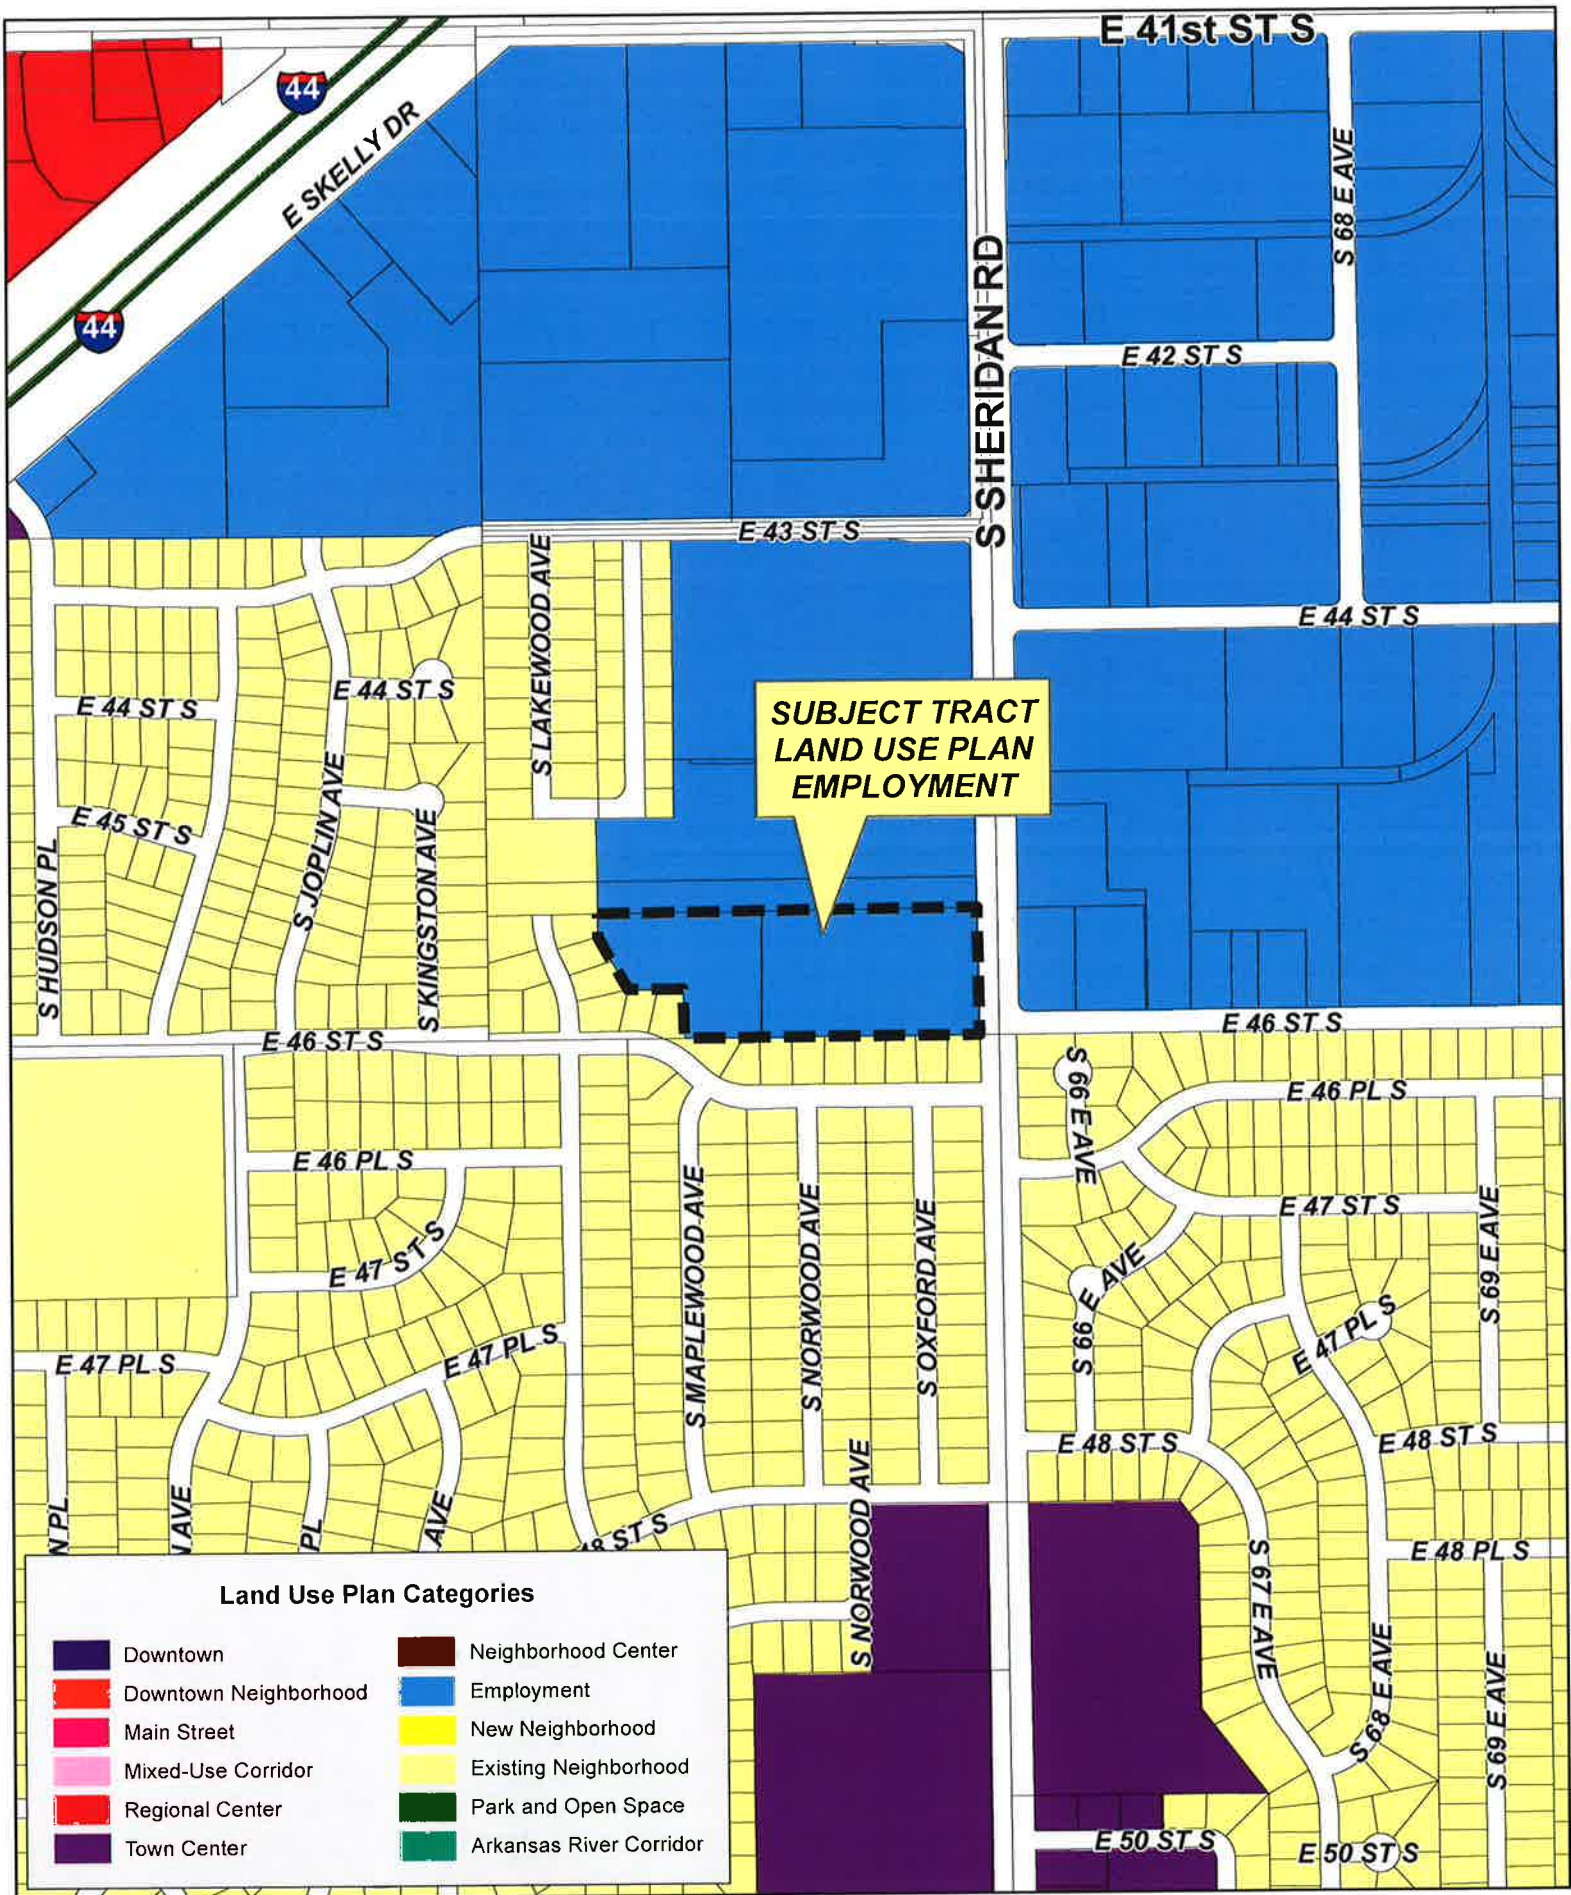 E 41st ST S
44
E SKELLY DR
S 68 E AVE
S SHERIDAN RD
44
E 42 ST S
E 43 ST S
S LAKEWOOD AVE
E 44 ST S
E 44 ST S
E 44 ST S
SUBJECT TRACT
LAND USE PLAN
EMPLOYMENT
S JOPLIN AVE
E 45 ST S
S KINGSTON AVE
S HUDSON PL
E 46 ST S
E 46 ST S
S 66 E AVE
E 46 PL S
E 46 PL S
S MAPLEWOOD AVE
S NORWOOD AVE
S OXFORD AVE
E 47 ST S
S 69 E AVE
E 47 ST S
S 66 E AVE
E 47 PL S
E 47 PL S
E 47 PL S
E 48 ST S
E 48 ST S
S NORWOOD AVE
N PL
N AVE
PL
AVE
48 ST S
S 67 E AVE
E 48 PL S
S 68 E AVE
S 69 E AVE
E 50 ST S
E 50 ST S
Land Use Plan Categories
Downtown
Downtown Neighborhood
Main Street
Mixed-Use Corridor
Regional Center
Town Center
Neighborhood Center
Employment
New Neighborhood
Existing Neighborhood
Park and Open Space
Arkansas River Corridor